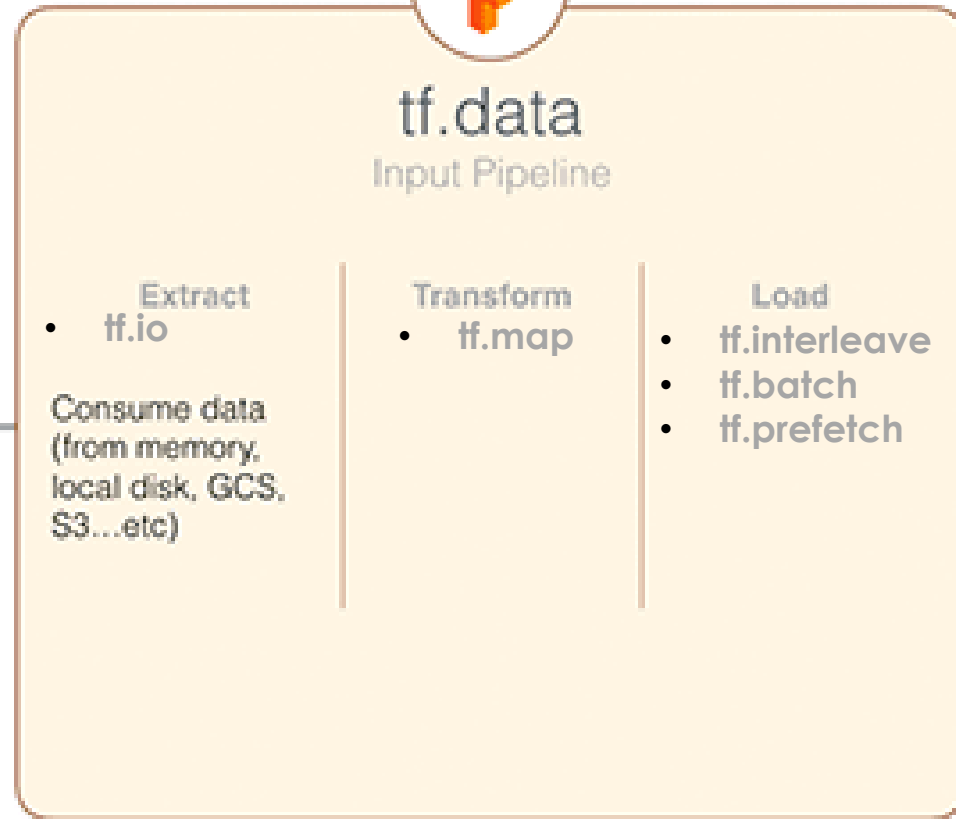 tf.data
Input Pipeline
Extract
• tf.io
Consume data
(from memory,
local disk, GCS,
S3...etc)
Transform
• tf.map
Load
• tf.interleave
• tf.batch
• tf.prefetch